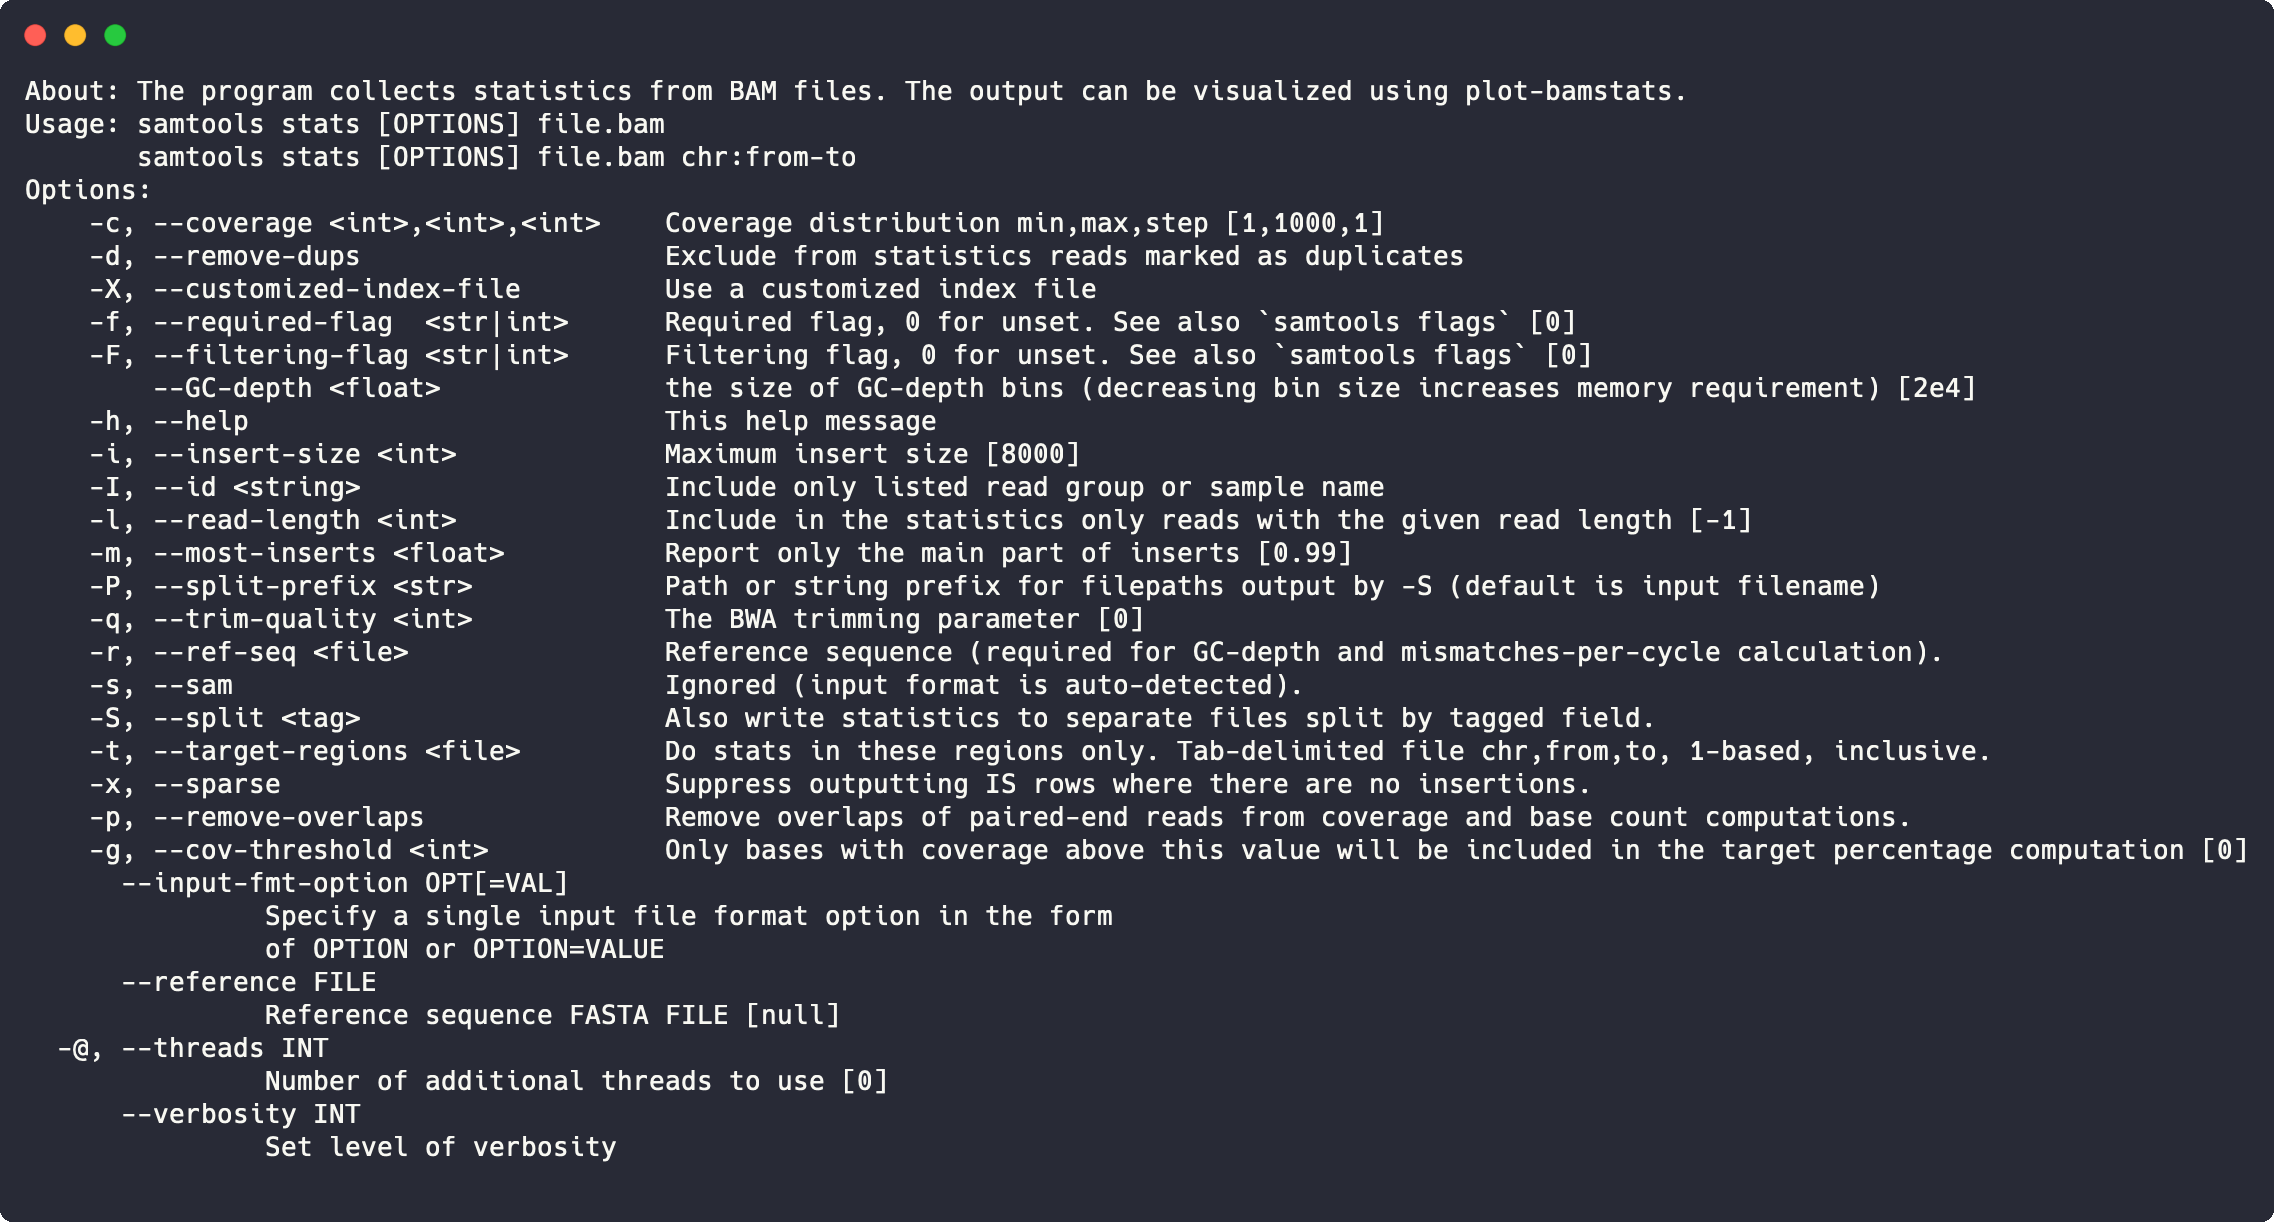 About: The program collects statistics from BAM files. The output can be visualized using plot-bamstats.
Usage: samtools stats [OPTIONS] file.bam
       samtools stats [OPTIONS] file.bam chr:from-to
Options:
    -c, --coverage <int>,<int>,<int>    Coverage distribution min,max,step [1,1000,1]
    -d, --remove-dups                   Exclude from statistics reads marked as duplicates
    -X, --customized-index-file         Use a customized index file
    -f, --required-flag  <str|int>      Required flag, 0 for unset. See also `samtools flags` [0]
    -F, --filtering-flag <str|int>      Filtering flag, 0 for unset. See also `samtools flags` [0]
        --GC-depth <float>              the size of GC-depth bins (decreasing bin size increases memory requirement) [2e4]
    -h, --help                          This help message
    -i, --insert-size <int>             Maximum insert size [8000]
    -I, --id <string>                   Include only listed read group or sample name
    -l, --read-length <int>             Include in the statistics only reads with the given read length [-1]
    -m, --most-inserts <float>          Report only the main part of inserts [0.99]
    -P, --split-prefix <str>            Path or string prefix for filepaths output by -S (default is input filename)
    -q, --trim-quality <int>            The BWA trimming parameter [0]
    -r, --ref-seq <file>                Reference sequence (required for GC-depth and mismatches-per-cycle calculation).
    -s, --sam                           Ignored (input format is auto-detected).
    -S, --split <tag>                   Also write statistics to separate files split by tagged field.
    -t, --target-regions <file>         Do stats in these regions only. Tab-delimited file chr,from,to, 1-based, inclusive.
    -x, --sparse                        Suppress outputting IS rows where there are no insertions.
    -p, --remove-overlaps               Remove overlaps of paired-end reads from coverage and base count computations.
    -g, --cov-threshold <int>           Only bases with coverage above this value will be included in the target percentage computation [0]
      --input-fmt-option OPT[=VAL]
               Specify a single input file format option in the form
               of OPTION or OPTION=VALUE
      --reference FILE
               Reference sequence FASTA FILE [null]
  -@, --threads INT
               Number of additional threads to use [0]
      --verbosity INT
               Set level of verbosity